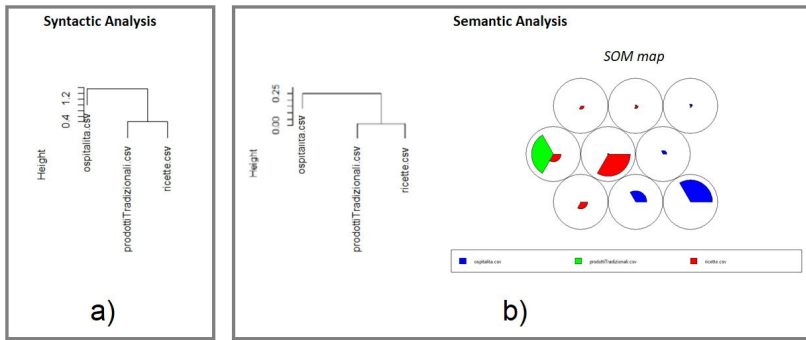 Syntactic Analysis
Height
0.4 1.2
ospitalita.csv
prodottiTradizionali.csv
ricette.csv
a)
Semantic Analysis
Height
0.00 0.25
ospitalita.csv
prodottiTradizionali.csv
ricette.csv
SOM map
ospitalita.csv prodottiTradizionali.csv ricette.csv
b)